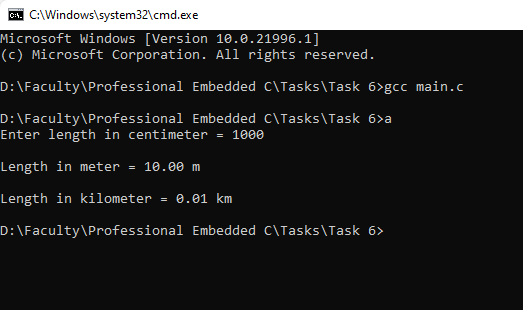 C:\Windows\system32\cmd.exe
Microsoft Windows [Version 10.0.21996.1]
(c) Microsoft Corporation. All rights reserved.
D:\Faculty\Professional Embedded C\Tasks\Task 6>gcc main.c
D:\Faculty\Professional Embedded C\Tasks\Task 6>a
Enter length in centimeter = 1000
Length in meter = 10.00 m
Length in kilometer = 0.01 km
D:\Faculty\Professional Embedded C\Tasks\Task 6>